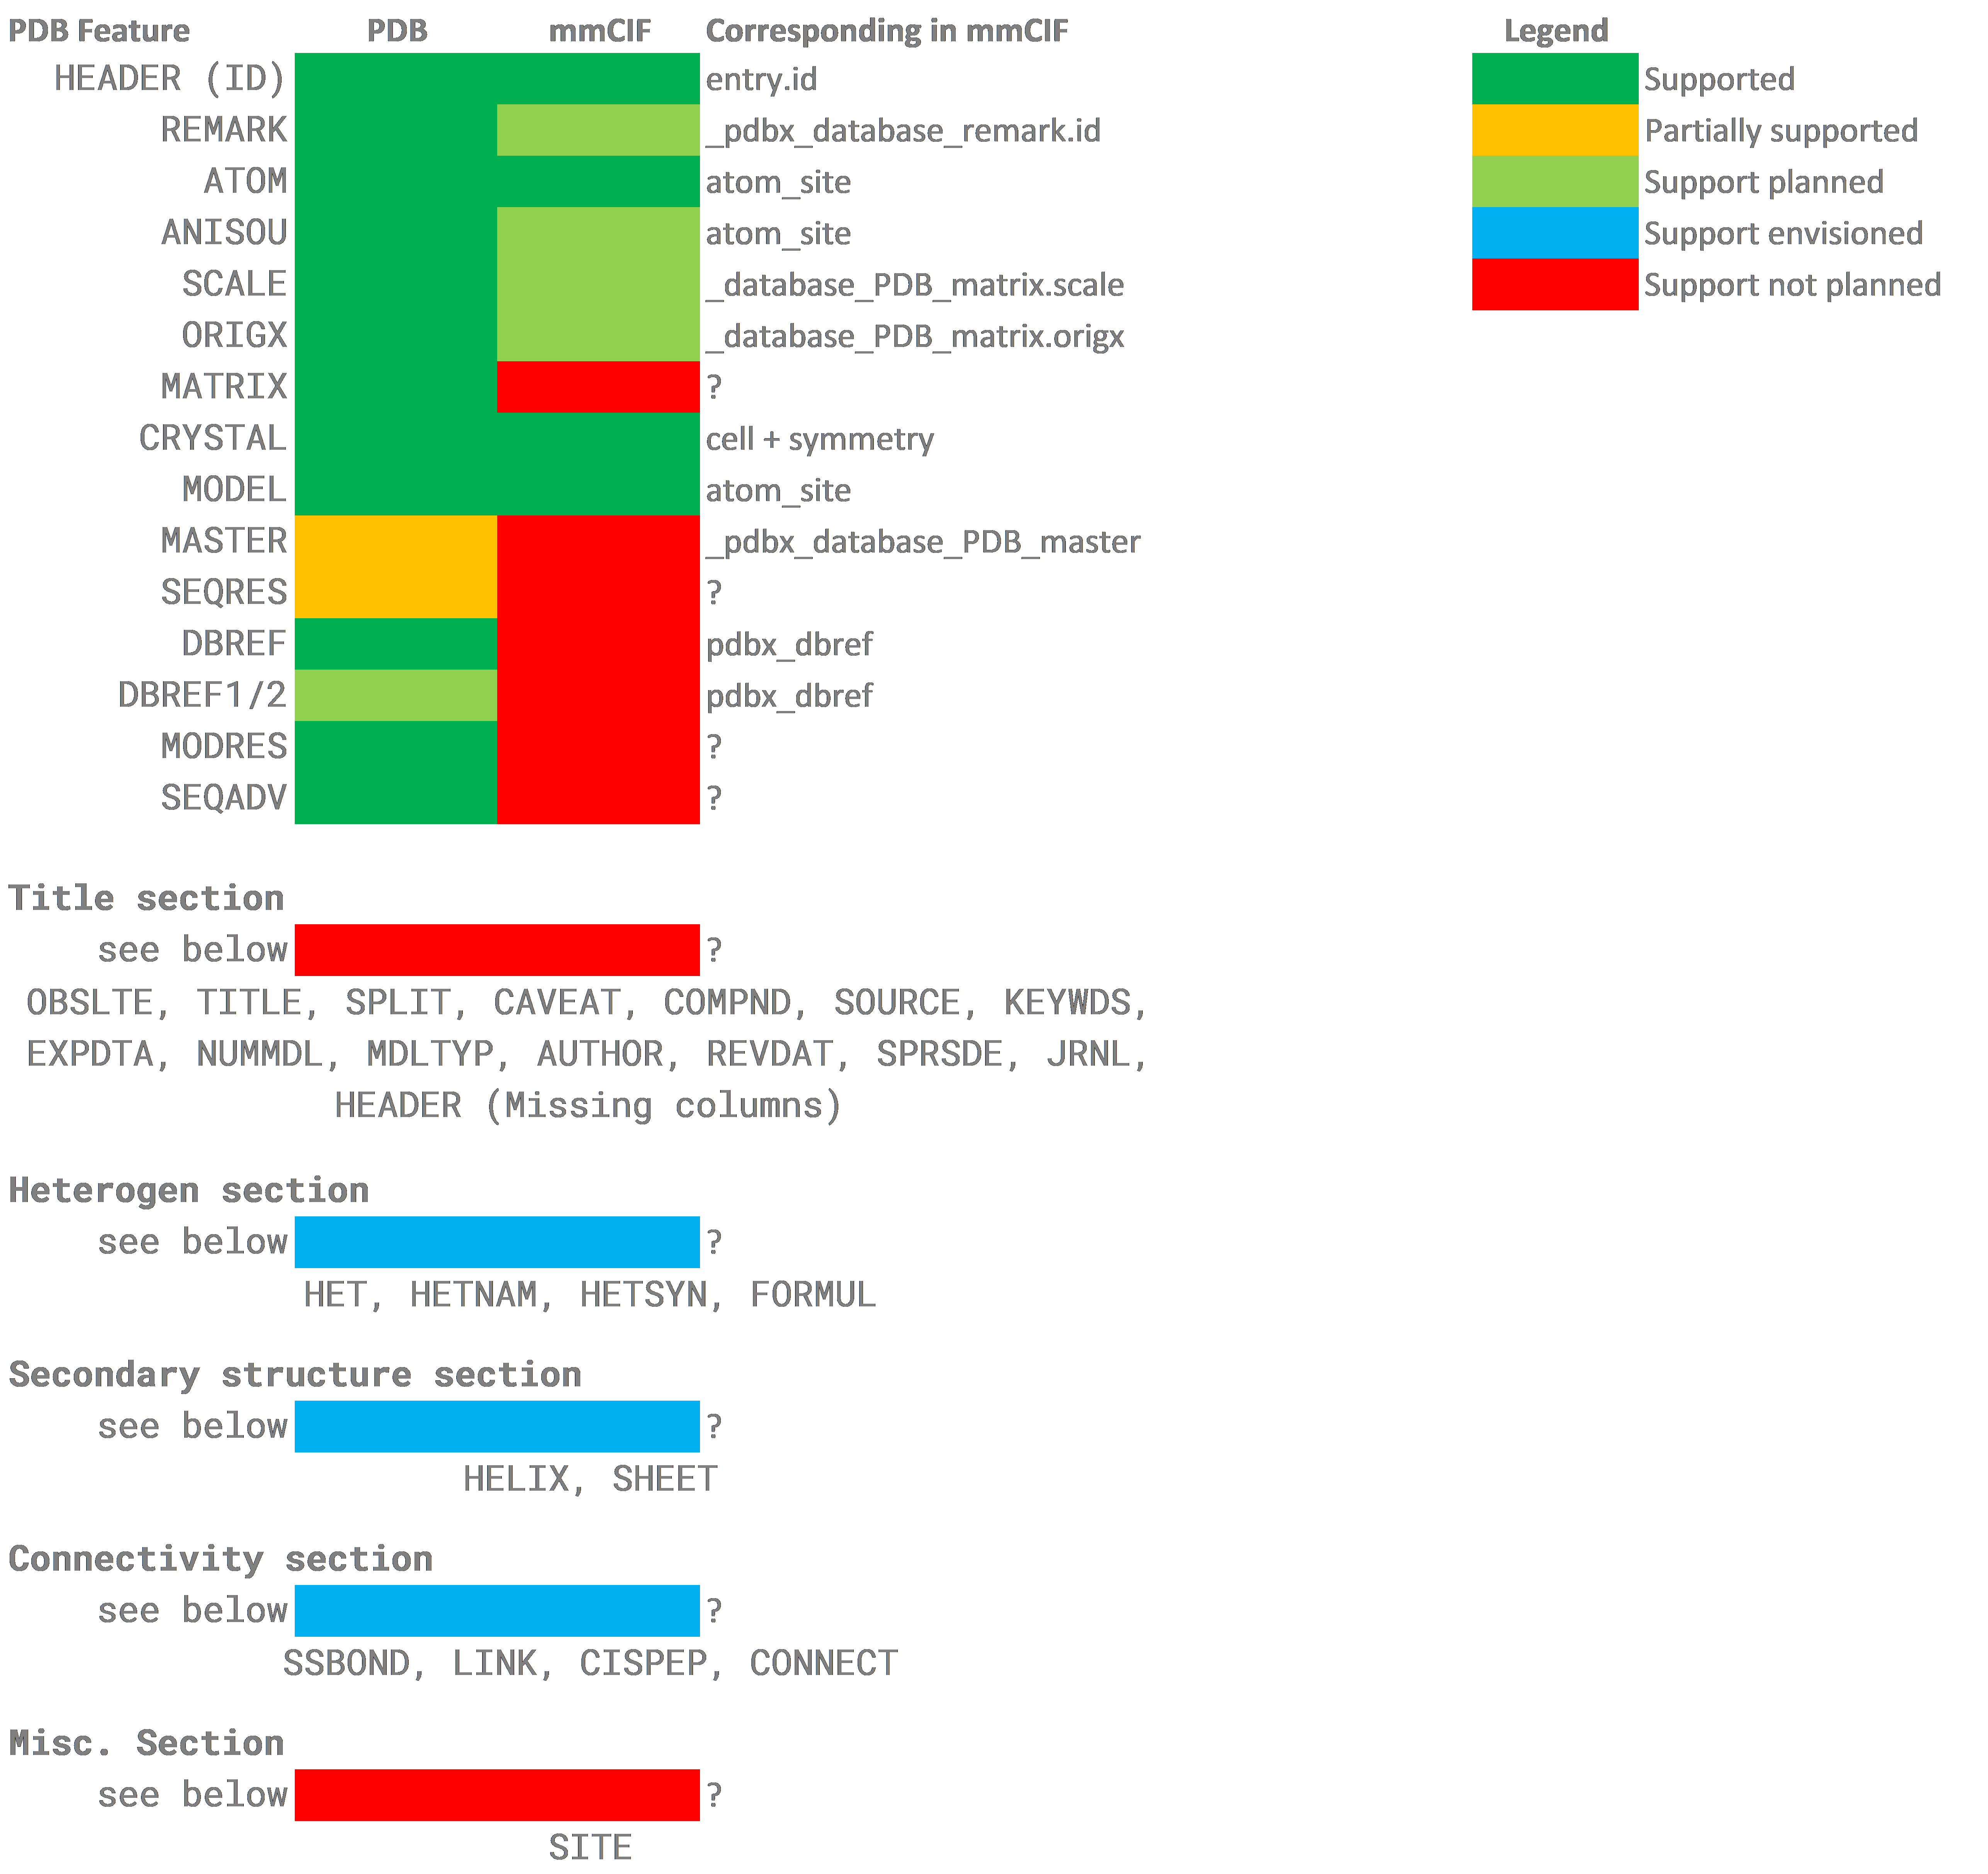 PDB Feature PDB mmCIF Corresponding in mmCIF Legend
HEADER (ID) entry.id Supported
REMARK _pdbx_database_remark.id Partially supported
ATOM atom_site Support planned
ANISOU atom_site Support envisioned
SCALE _database_PDB_matrix.scale Support not planned
ORIGX _database_PDB_matrix.origx
MATRIX ?
CRYSTAL cell + symmetry
MODEL atom_site
MASTER _pdbx_database_PDB_master
SEQRES ?
DBREF pdbx_dbref
DBREF1/2 pdbx_dbref
MODRES ?
SEQADV ?
Title section
see below ?
OBSLTE, TITLE, SPLIT, CAVEAT, COMPND, SOURCE, KEYWDS,
EXPDTA, NUMMDL, MDLTYP, AUTHOR, REVDAT, SPRSDE, JRNL,
HEADER (Missing columns)
Heterogen section
see below ?
HET, HETNAM, HETSYN, FORMUL
Secondary structure section
see below ?
HELIX, SHEET
Connectivity section
see below ?
SSBOND, LINK, CISPEP, CONNECT
Misc. Section
see below ?
SITE